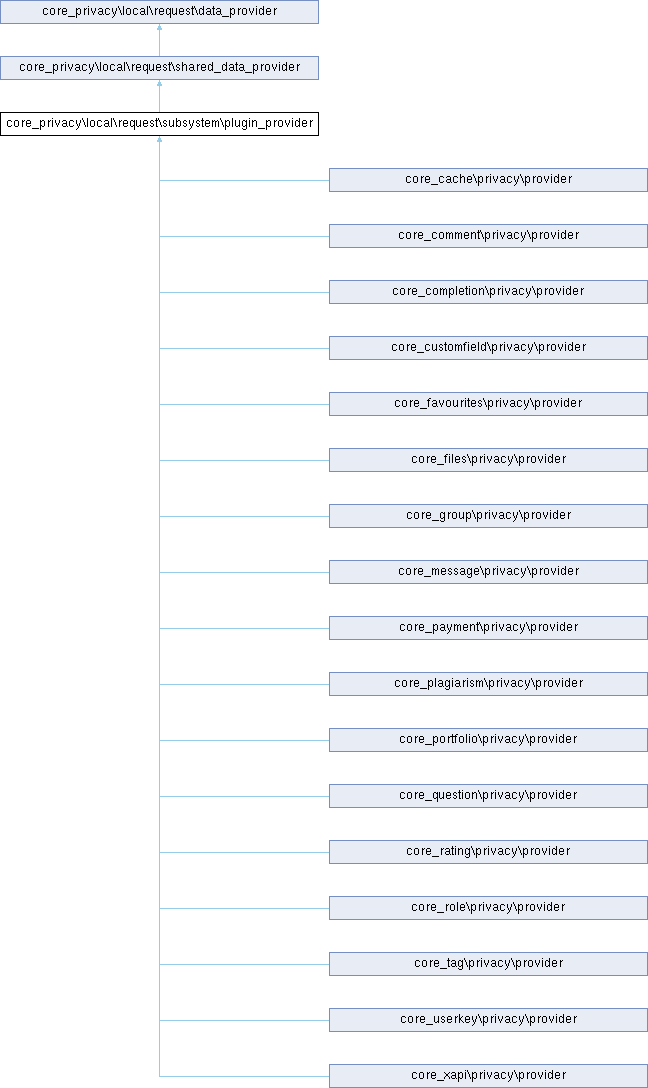 core_privacy\local\request\data_provider
core_privacy\local\request\shared_data_provider
core_privacy\local\request\subsystem\plugin_provider
core_cache\privacy\provider
core_comment\privacy\provider
core_completion\privacy\provider
core_customfield\privacy\provider
core_favourites\privacy\provider
core_files\privacy\provider
core_group\privacy\provider
core_message\privacy\provider
core_payment\privacy\provider
core_plagiarism\privacy\provider
core_portfolio\privacy\provider
core_question\privacy\provider
core_rating\privacy\provider
core_role\privacy\provider
core_tag\privacy\provider
core_userkey\privacy\provider
core_xapi\privacy\provider